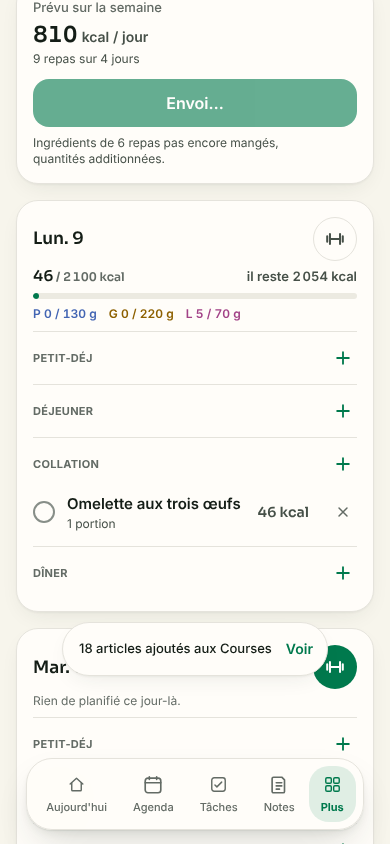 Prévu sur la semaine
810 kcal / jour
9 repas sur 4 jours
Envoi…
Ingrédients de 6 repas pas encore mangés,
quantités additionnées.
Lun. 9
46 / 2 100 kcal
il reste 2 054 kcal
P 0 / 130 g G 0 / 220 g L 5 / 70 g
PETIT-DÉJ
DÉJEUNER
COLLATION
Omelette aux trois œufs
46 kcal
1 portion
DÎNER
18 articles ajoutés aux Courses Voir
Mar.
Rien de planifié ce jour-là.
PETIT-DÉJ
Aujourd'hui
Agenda
Tâches
Notes
Plus